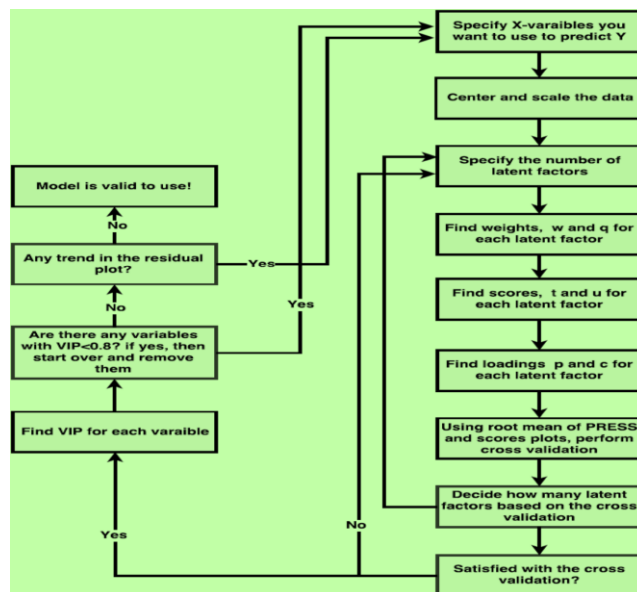 Specify X-varaibles you
want to use to predict Y
Center and scale the data
Specify the number of
latent factors
Find weights, w and q for
each latent factor
Find scores, t and u for
each latent factor
Find loadings p and c for
each latent factor
Using root mean of PRESS
and scores plots, perform
cross validation
Decide how many latent
factors based on the cross
validation
Satisfied with the cross
validation?
No
Yes
Find VIP for each varaible
Are there any variables
with VIP<0.8? if yes, then
start over and remove
them
Yes
No
Any trend in the residual
plot?
Yes
No
Model is valid to use!